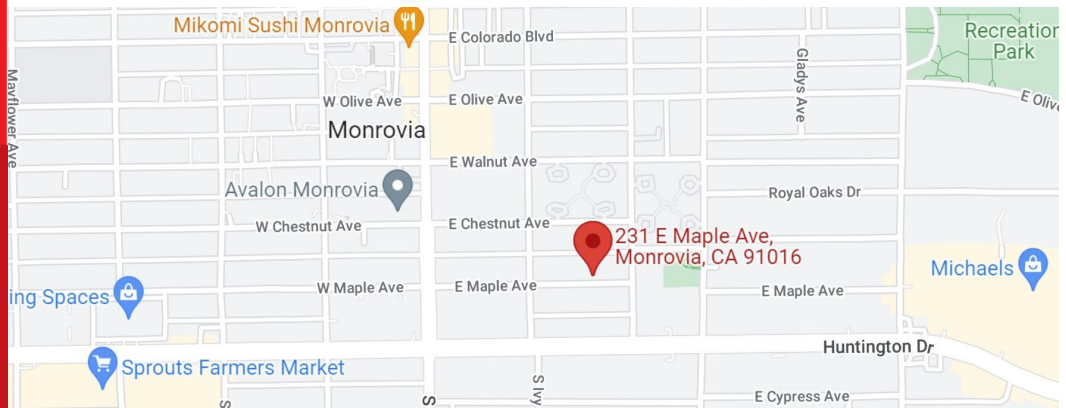 Mikomi Sushi Monrovia
E Colorado Blvd
Recreation
Park
Mayflower Ave
Gladys Ave
W Olive Ave
E Olive Ave
E Olive
Monrovia
E Walnut Ave
Avalon Monrovia
Royal Oaks Dr
W Chestnut Ave
E Chestnut Ave
231 E Maple Ave,
Monrovia, CA 91016
Michaels
ing Spaces
W Maple Ave
E Maple Ave
E Maple Ave
Huntington Dr
Sprouts Farmers Market
S Ivy
E Cypress Ave
S
S